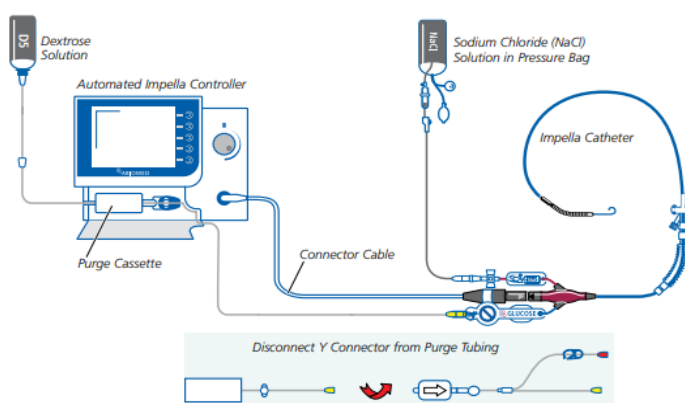 D5
Dextrose
Solution
Automated Impella Controller
ABIOMED
Purge Cassette
Connector Cable
NaCl
Sodium Chloride (NaCl)
Solution in Pressure Bag
Impella Catheter
GLUCOSE
Disconnect Y Connector from Purge Tubing